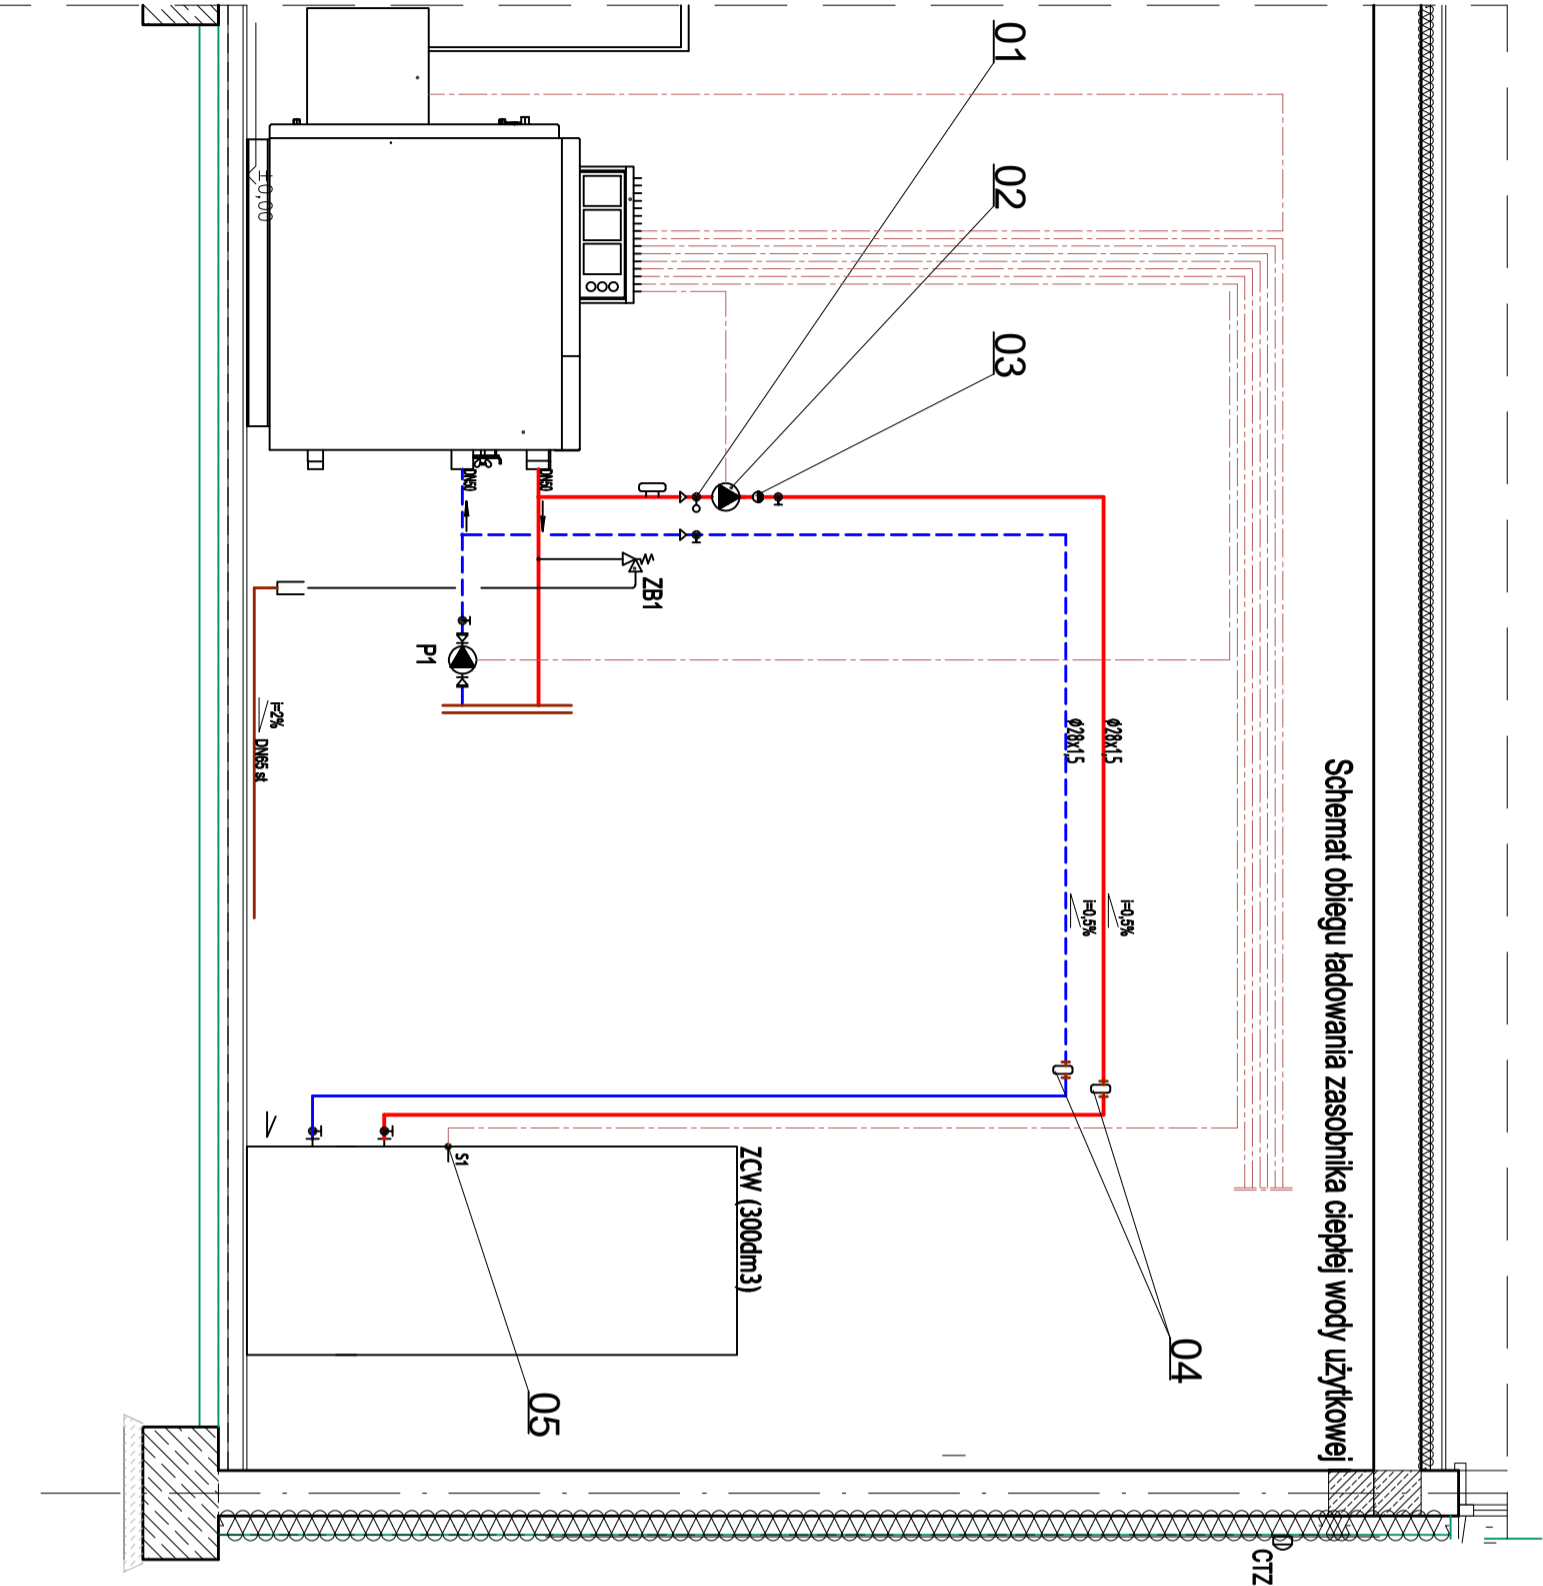 Schemat obiegu ładowania zasobnika ciepłej wody użytkowej
01
02
03
04
05
±0,00
DN50
DN50
ZB1
P1
i=2%
DN65 st
ø28x1,5
ø28x1,5
i=0,5%
i=0,5%
S1
ZCW (300dm3)
CTZ